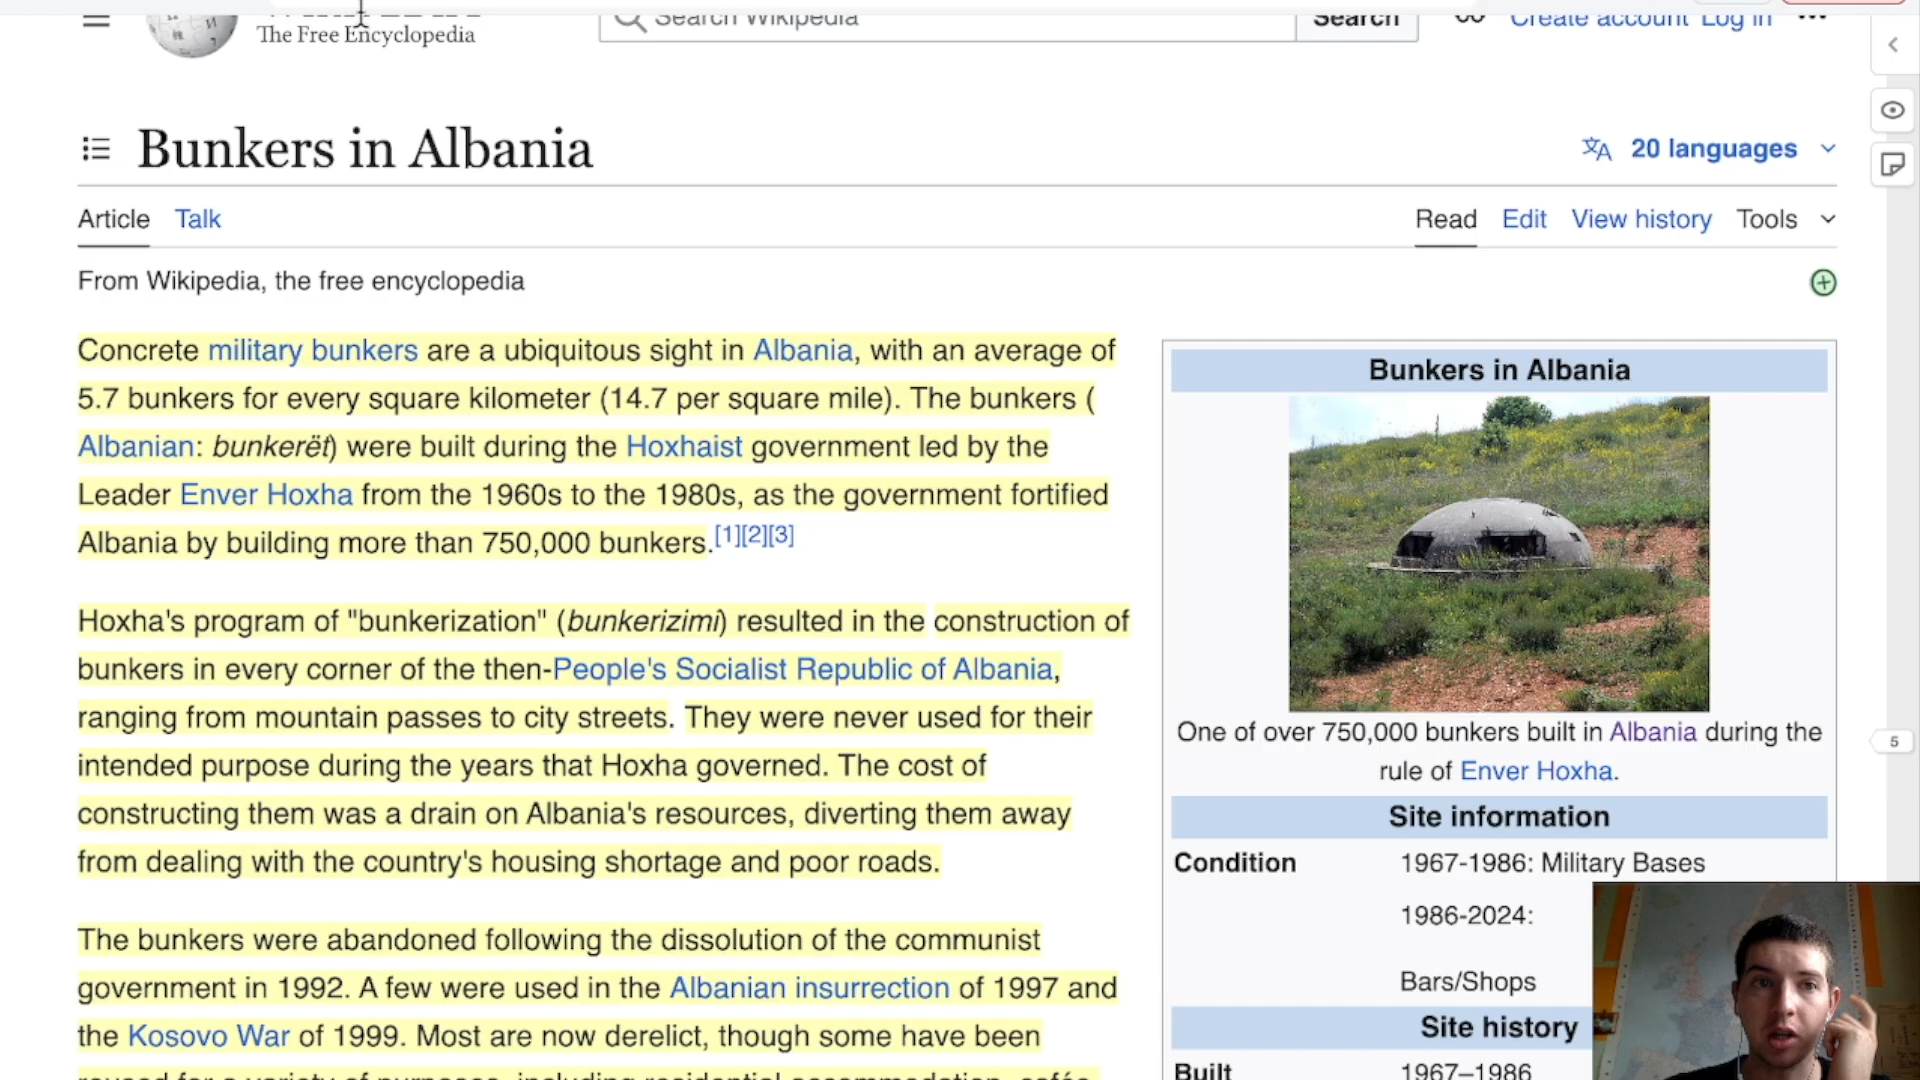 The Free Encyclopedia
Search Wikipedia
Search
Create account
Log in
Bunkers in Albania
20 languages
Article
Talk
Read
Edit
View history
Tools
From Wikipedia, the free encyclopedia
Concrete military bunkers are a ubiquitous sight in Albania, with an average of
5.7 bunkers for every square kilometer (14.7 per square mile). The bunkers (
Albanian: bunkerët) were built during the Hoxhaist government led by the
Leader Enver Hoxha from the 1960s to the 1980s, as the government fortified
Albania by building more than 750,000 bunkers.[1][2][3]
Hoxha's program of "bunkerization" (bunkerizimi) resulted in the construction of
bunkers in every corner of the then-People's Socialist Republic of Albania,
ranging from mountain passes to city streets. They were never used for their
intended purpose during the years that Hoxha governed. The cost of
constructing them was a drain on Albania's resources, diverting them away
from dealing with the country's housing shortage and poor roads.
The bunkers were abandoned following the dissolution of the communist
government in 1992. A few were used in the Albanian insurrection of 1997 and
the Kosovo War of 1999. Most are now derelict, though some have been
reused for a variety of purposes, including residential accommodation, cafés,
Bunkers in Albania
One of over 750,000 bunkers built in Albania during the
rule of Enver Hoxha.
Site information
Condition
1967-1986: Military Bases
1986-2024:
Bars/Shops
Site history
Built
1967–1986
5